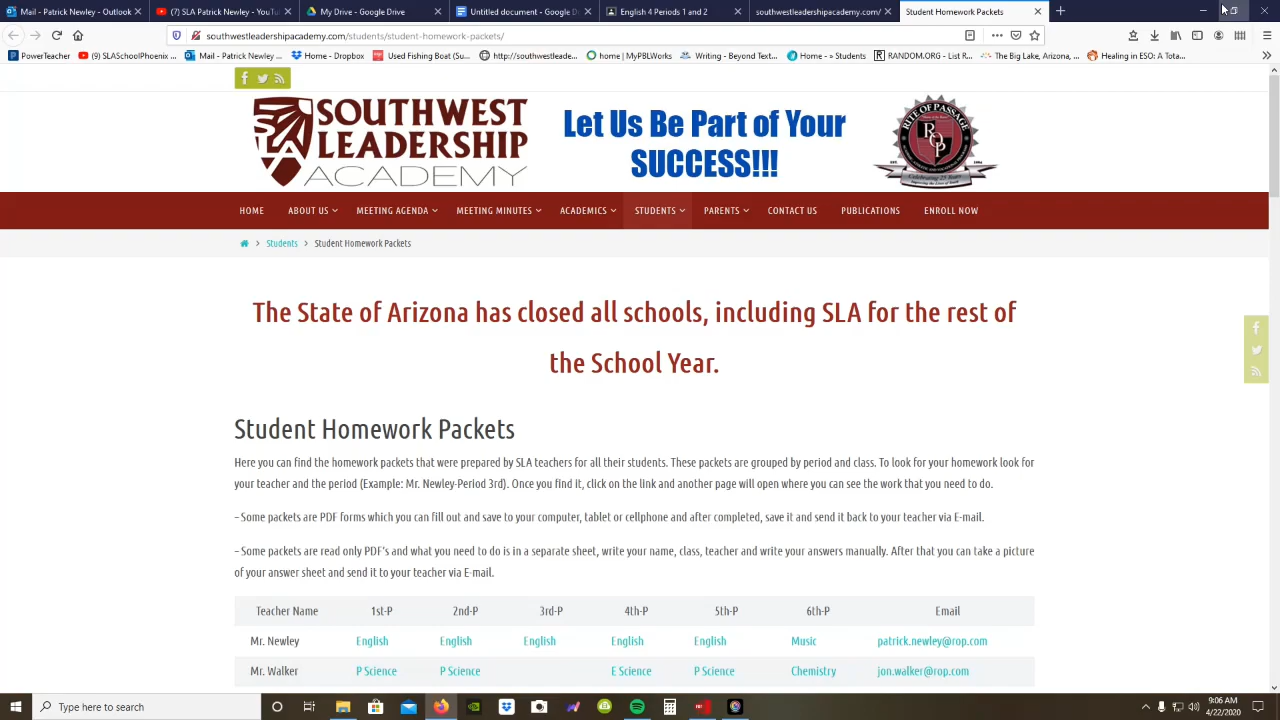 Mail - Patrick Newley - Outlook
(?) SLA Patrick Newley - YouTu
My Drive - Google Drive
Untitled document - Google D
English 4 Periods 1 and 2
southwestleadershipacademy.com/
Student Homework Packets
southwestleadershipacademy.com/students/student-homework-packets/
PowerTeacher
(9) SLASchoolPhoenix ...
Mail - Patrick Newley ...
Home - Dropbox
Used Fishing Boat (Su...
http://southwestleade...
home | MyPBLWorks
Writing - Beyond Text...
Home - » Students
RANDOM.ORG - List R...
The Big Lake, Arizona, ...
Healing in ESO: A Tota...
SOUTHWEST
LEADERSHIP
ACADEMY
Let Us Be Part of Your
SUCCESS!!!
RITE OF PASSAGE
ROP
Celebrating 25 Years
Improving the Lives of Youth
HOME
ABOUT US
MEETING AGENDA
MEETING MINUTES
ACADEMICS
STUDENTS
PARENTS
CONTACT US
PUBLICATIONS
ENROLL NOW
Students
Student Homework Packets
The State of Arizona has closed all schools, including SLA for the rest of
the School Year.
Student Homework Packets
Here you can find the homework packets that were prepared by SLA teachers for all their students. These packets are grouped by period and class. To look for your homework look for
your teacher and the period (Example: Mr. Newley-Period 3rd). Once you find it, click on the link and another page will open where you can see the work that you need to do.
– Some packets are PDF forms which you can fill out and save to your computer, tablet or cellphone and after completed, save it and send it back to your teacher via E-mail.
– Some packets are read only PDF's and what you need to do is in a separate sheet, write your name, class, teacher and write your answers manually. After that you can take a picture
of your answer sheet and send it to your teacher via E-mail.
Teacher Name 1st-P 2nd-P 3rd-P 4th-P 5th-P 6th-P Email
Mr. Newley English English English English English Music patrick.newley@rop.com
Mr. Walker P Science P Science E Science P Science Chemistry jon.walker@rop.com
Type here to search
9:06 AM
4/22/2020